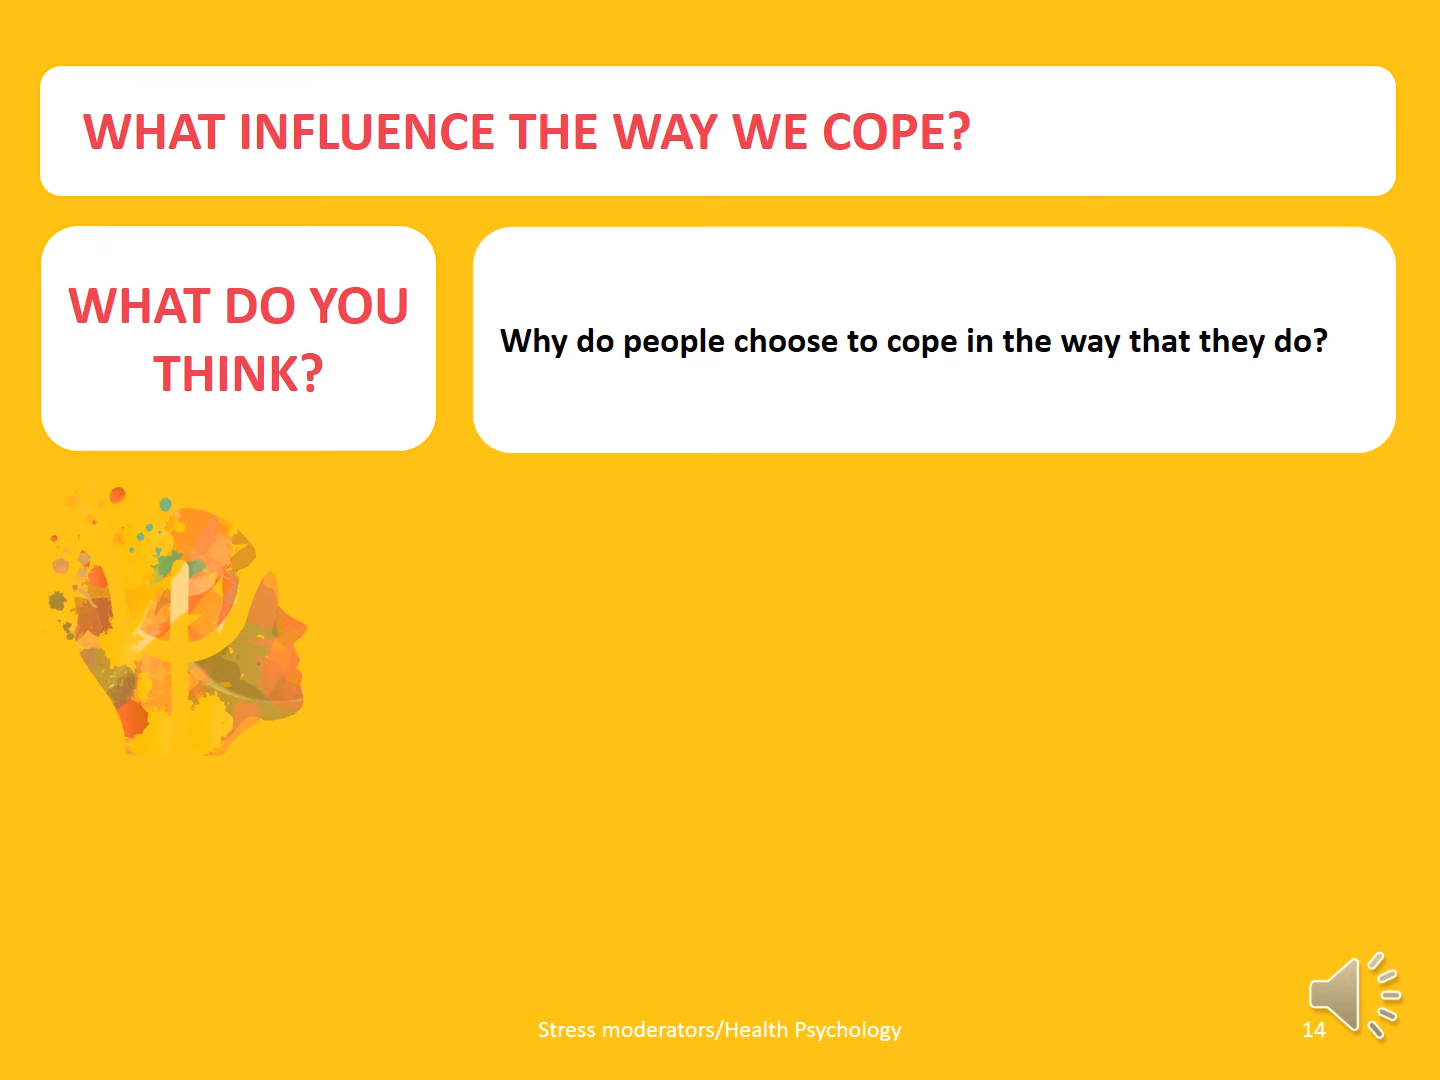 WHAT INFLUENCE THE WAY WE COPE?
WHAT DO YOU
THINK?
Why do people choose to cope in the way that they do?
Stress moderators/Health Psychology
14